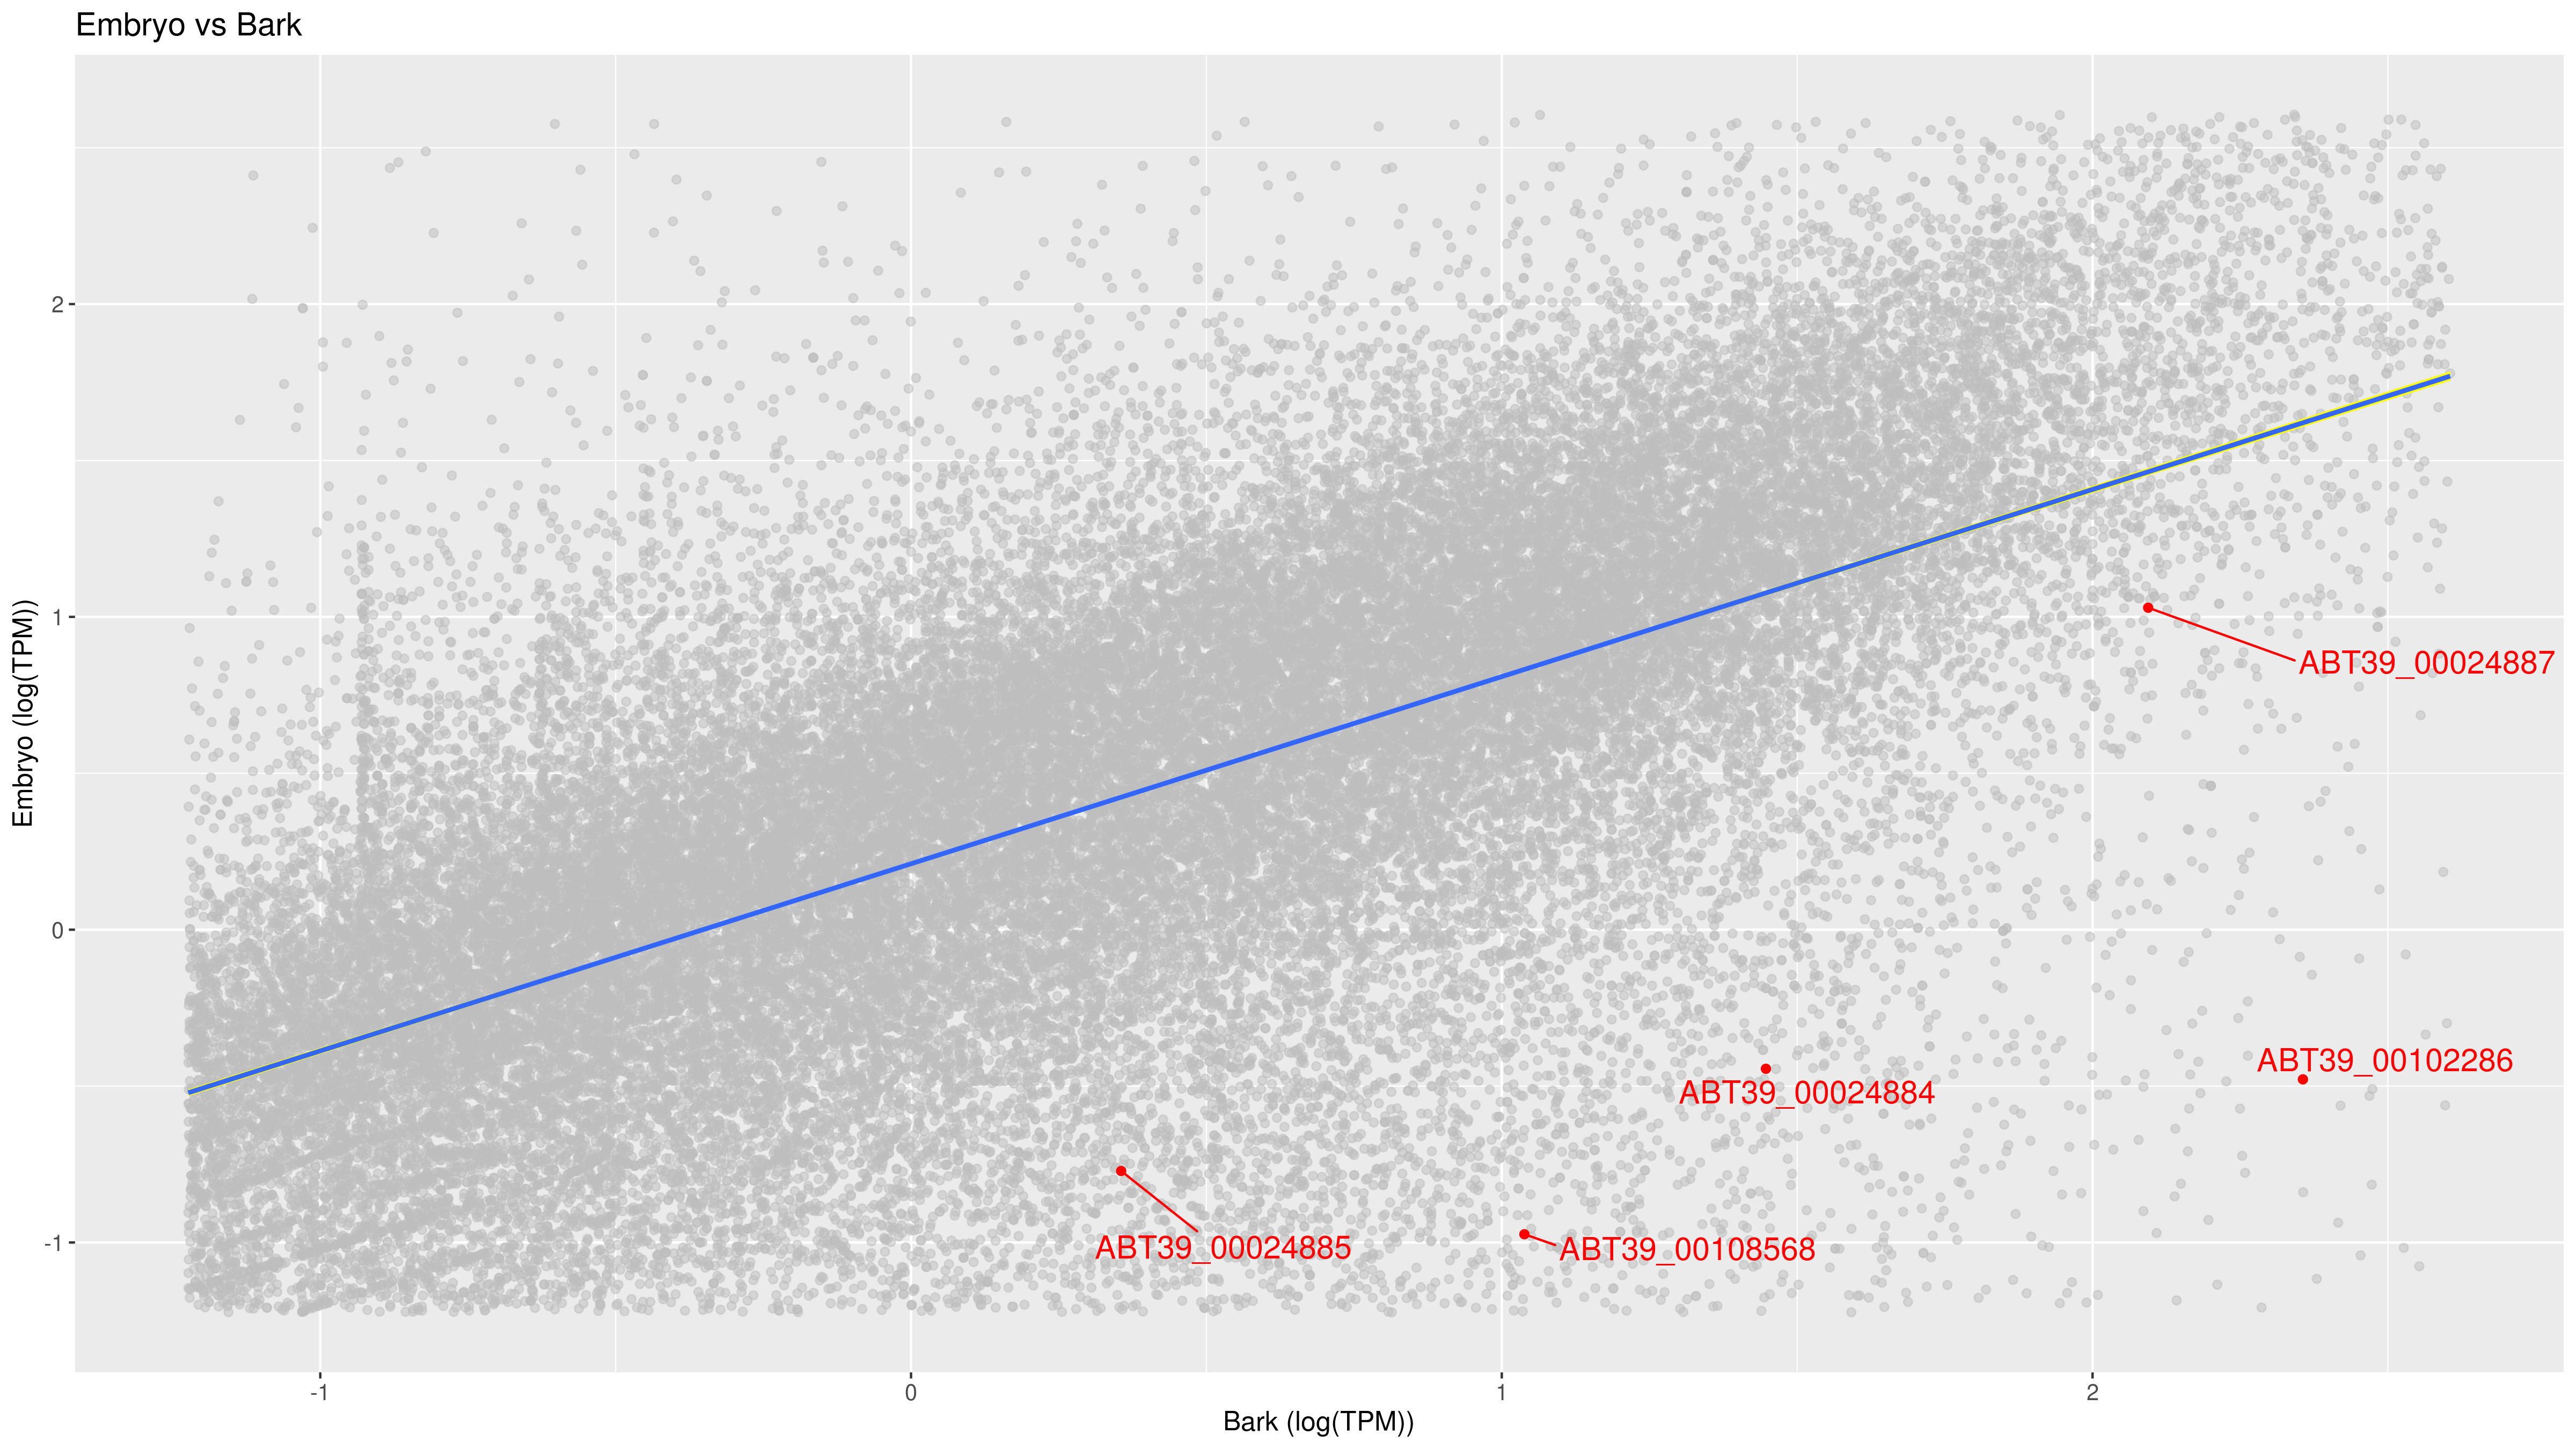 Embryo vs Bark
Embryo (log(TPM))
2
1
0
-1
ABT39_00024887
ABT39_00102286
ABT39_00024884
ABT39_00024885
ABT39_00108568
-1
0
1
2
Bark (log(TPM))